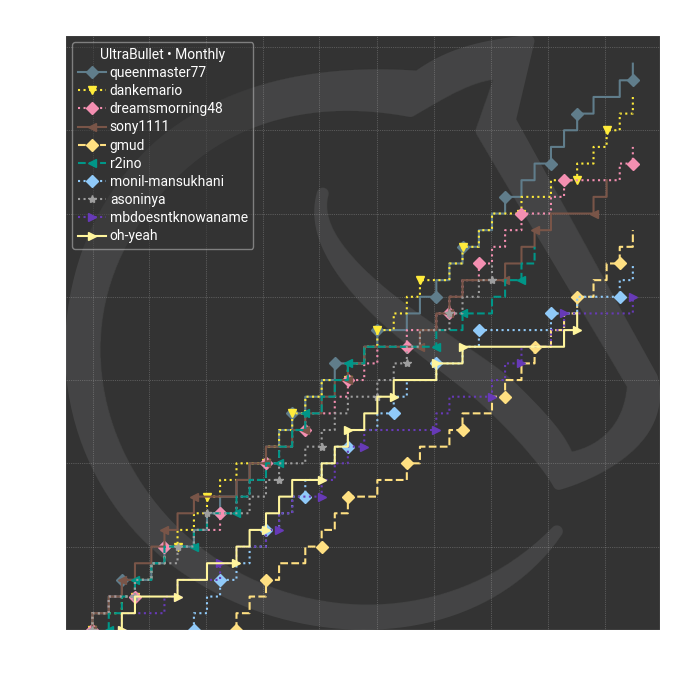 UltraBullet • Monthly
queenmaster77
dankemario
dreamsmorning48
sony1111
gmud
r2ino
monil-mansukhani
asoninya
mbdoesntknowaname
oh-yeah